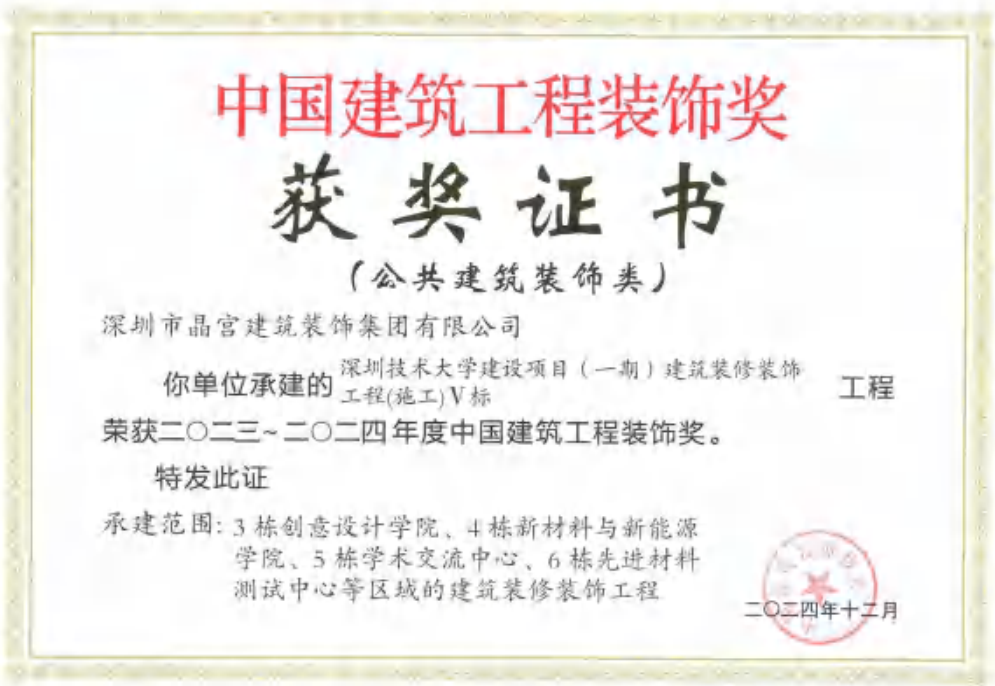 中国建筑工程装饰奖
获奖证书
(公共建筑装饰类)
深圳市晶宫建筑装饰集团有限公司
你单位承建的 深圳技术大学建设项目(一期)建筑装修装饰
工程(施工)V标 工程
荣获二〇二三~二〇二四年度中国建筑工程装饰奖。
特发此证
承建范围: 3栋创意设计学院、4栋新材料与新能源
学院、5栋学术交流中心、6栋先进材料
测试中心等区域的建筑装修装饰工程
二〇二四年十二月